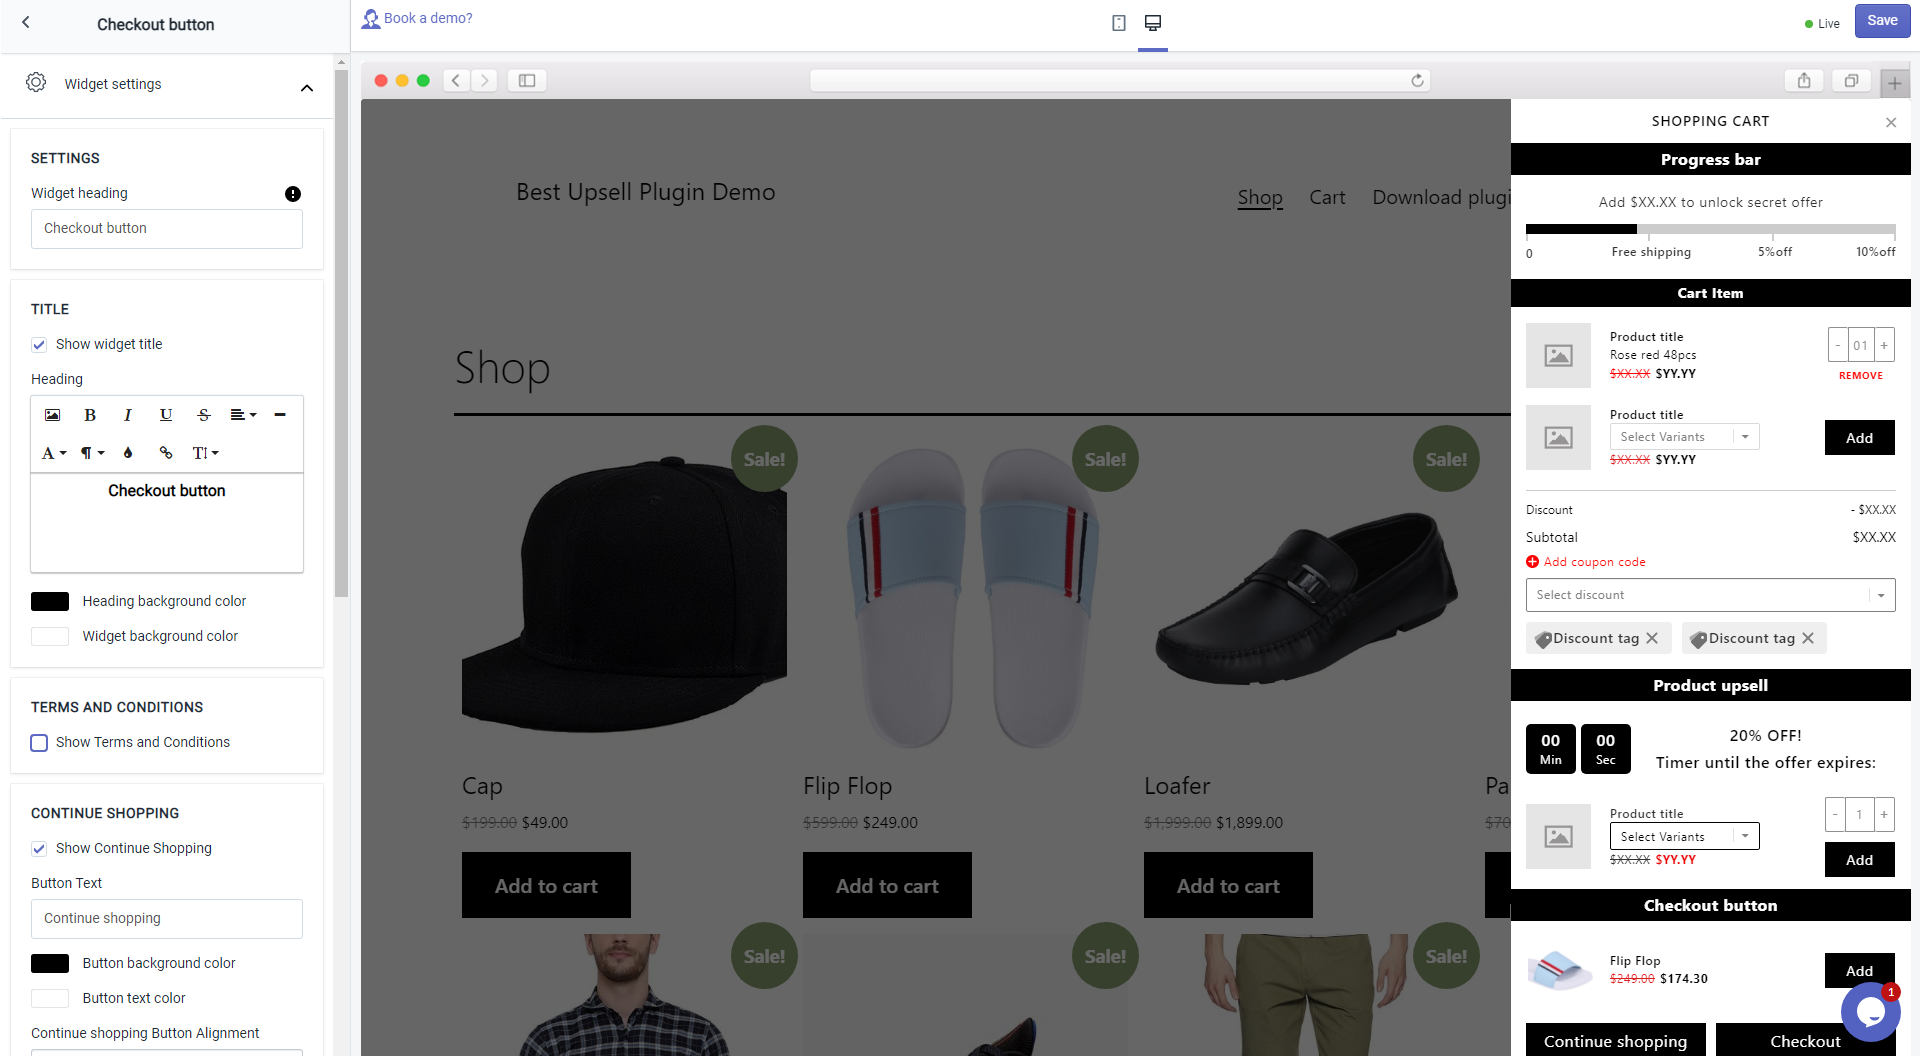 Checkout button
Book a demo?
Live
Save
Widget settings
SETTINGS
Widget heading
Checkout button
TITLE
Show widget title
Heading
B I U S
A ¶ T
Checkout button
Heading background color
Widget background color
TERMS AND CONDITIONS
Show Terms and Conditions
CONTINUE SHOPPING
Show Continue Shopping
Button Text
Continue shopping
Button background color
Button text color
Continue shopping Button Alignment
Best Upsell Plugin Demo
Shop Cart Download plugi
Shop
Sale! Sale! Sale!
Cap Flip Flop Loafer Pa
$199.00 $49.00 $599.00 $249.00 $1,999.00 $1,899.00 $70
Add to cart Add to cart Add to cart
Sale! Sale! Sale!
SHOPPING CART
Progress bar
Add $XX.XX to unlock secret offer
0 Free shipping 5%off 10%off
Cart Item
Product title
Rose red 48pcs
$XX.XX $YY.YY
- 01 +
REMOVE
Product title
Select Variants
$XX.XX $YY.YY
Add
Discount - $XX.XX
Subtotal $XX.XX
Add coupon code
Select discount
Discount tag Discount tag
Product upsell
00 00
Min Sec
20% OFF!
Timer until the offer expires:
Product title
Select Variants
$XX.XX $YY.YY
- 1 +
Add
Checkout button
Flip Flop
$249.00 $174.30
Add
1
Continue shopping Checkout